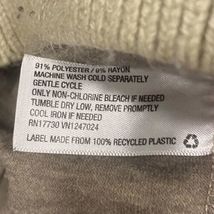 91% POLYESTER / 9% RAYON
MACHINE WASH COLD SEPARATELY
GENTLE CYCLE
ONLY NON-CHLORINE BLEACH IF NEEDED
TUMBLE DRY LOW, REMOVE PROMPTLY
COOL IRON IF NEEDED
RN17730 VN1247024
LABEL MADE FROM 100% RECYCLED PLASTIC